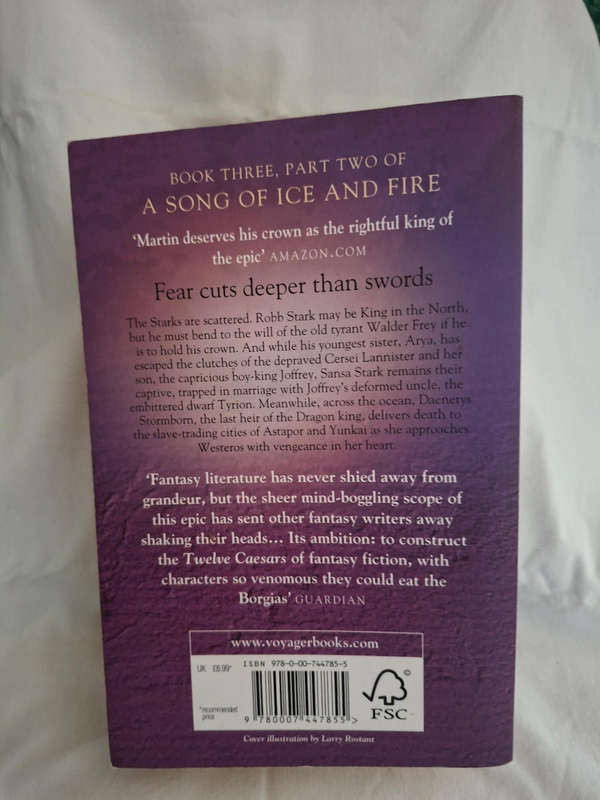 BOOK THREE, PART TWO OF
A SONG OF ICE AND FIRE
‘Martin deserves his crown as the rightful king of
the epic’ AMAZON.COM
Fear cuts deeper than swords
The Starks are scattered. Robb Stark may be King in the North,
but he must bend to the will of the old tyrant Walder Frey if he
is to hold his crown. And while his youngest sister, Arya, has
escaped the clutches of the depraved Cersei Lannister and her
son, the capricious boy-king Joffrey, Sansa Stark remains their
captive, trapped in marriage with Joffrey’s deformed uncle, the
embittered dwarf Tyrion. Meanwhile, across the ocean, Daenerys
Stormborn, the last heir of the Dragon king, delivers death to
the slave-trading cities of Astapor and Yunkai as she approaches
Westeros with vengeance in her heart.
‘Fantasy literature has never shied away from
grandeur, but the sheer mind-boggling scope of
this epic has sent other fantasy writers away
shaking their heads… Its ambition: to construct
the Twelve Caesars of fantasy fiction, with
characters so venomous they could eat the
Borgias’ GUARDIAN
www.voyagerbooks.com
ISBN 978-0-00-744785-5
UK £6.99*
*recommended
price
9 780007 447855 >
FSC
©
Cover illustration by Larry Rostant